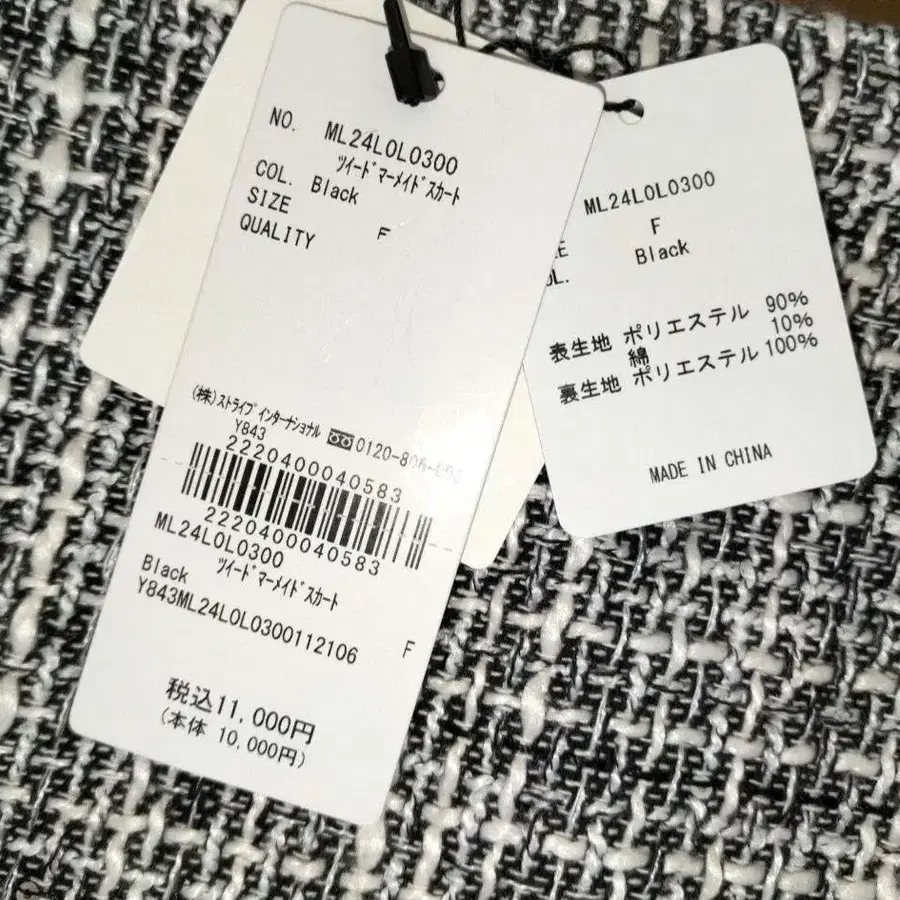 NO. ML24L0L0300
ﾂｲｰﾄﾞﾏｰﾒｲﾄﾞｽｶｰﾄ
COL. Black
SIZE F
QUALITY
(株)ｽﾄﾗｲﾌﾟｲﾝﾀｰﾅｼｮﾅﾙ 0120-
Y843
2220400040583
2220400040583
ML24L0L0300
ﾂｲｰﾄﾞﾏｰﾒｲﾄﾞｽｶｰﾄ
Black F
Y843ML24L0L0300112106
税込11,000円
(本体 10,000円)
ML24L0L0300
F
Black
表生地 ポリエステル 90%
綿 10%
裏生地 ポリエステル 100%
MADE IN CHINA